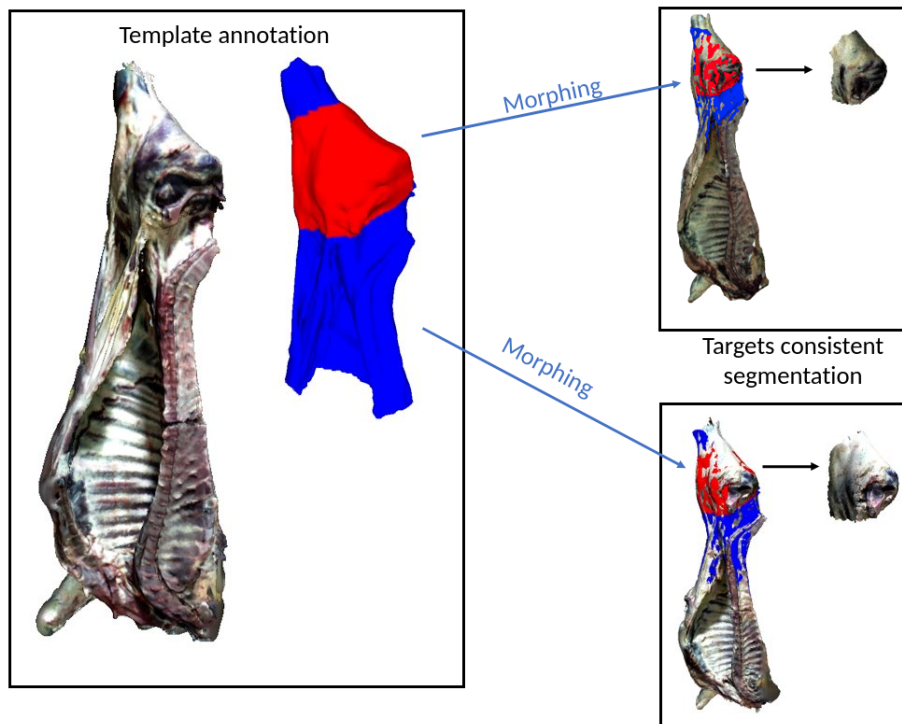 Template annotation
Morphing
Morphing
Targets consistent
segmentation